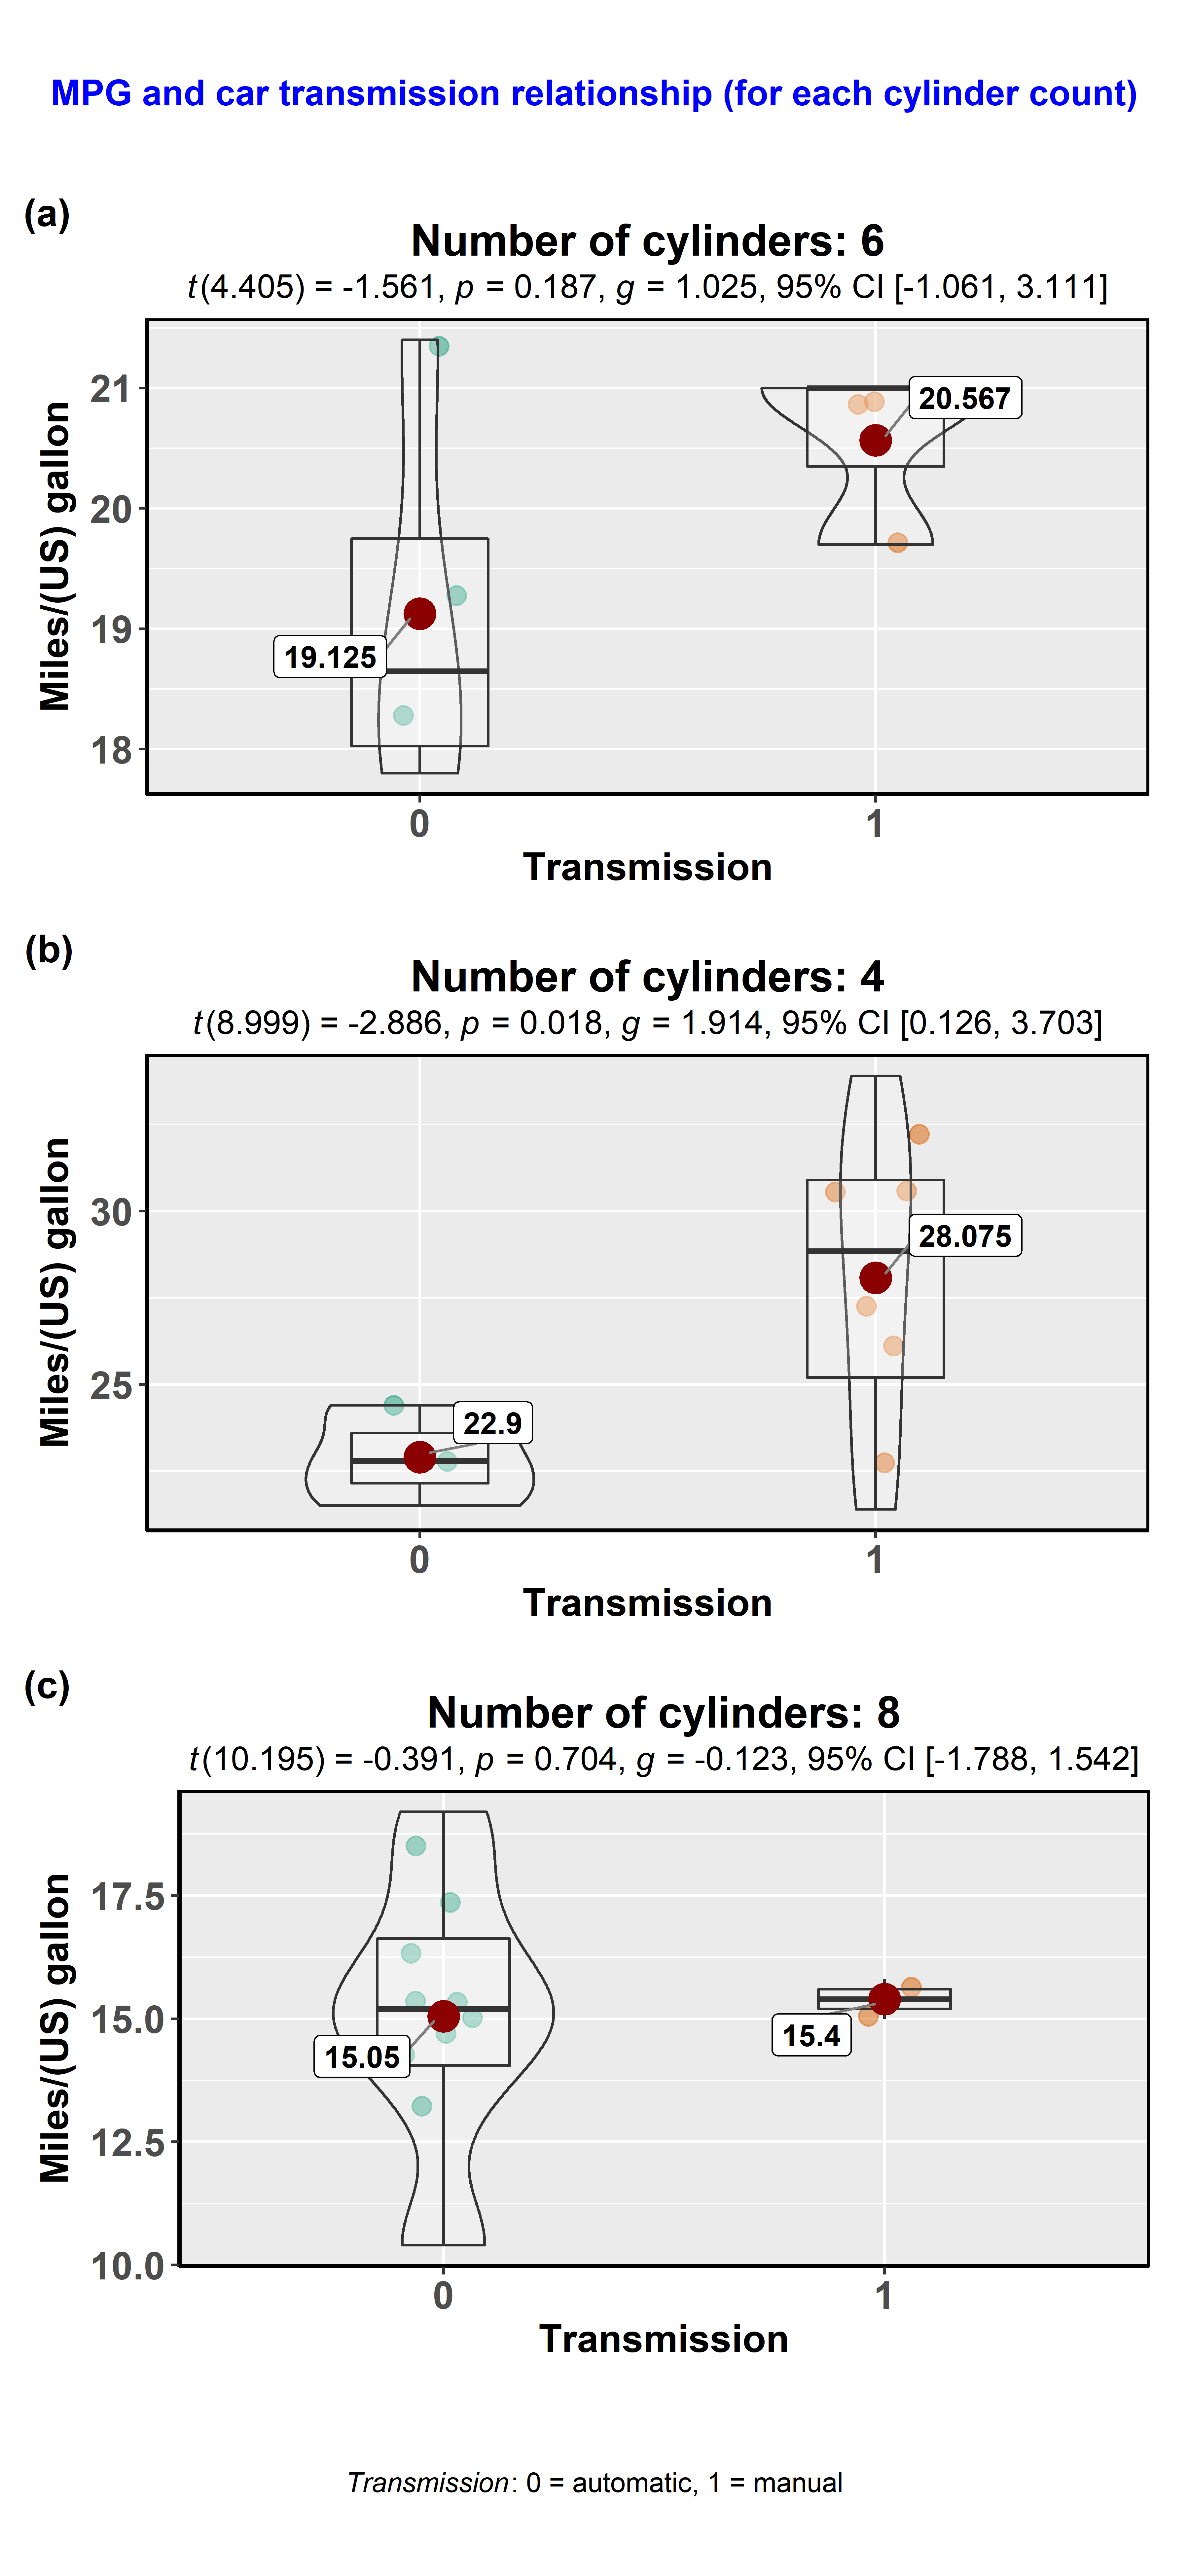 MPG and car transmission relationship (for each cylinder count)
(a)
Number of cylinders: 6
t(4.405) = -1.561, p = 0.187, g = 1.025, 95% CI [-1.061, 3.111]
Miles/(US) gallon
21
20
19
18
20.567
19.125
0
1
Transmission
(b)
Number of cylinders: 4
t(8.999) = -2.886, p = 0.018, g = 1.914, 95% CI [0.126, 3.703]
Miles/(US) gallon
30
25
28.075
22.9
0
1
Transmission
(c)
Number of cylinders: 8
t(10.195) = -0.391, p = 0.704, g = -0.123, 95% CI [-1.788, 1.542]
Miles/(US) gallon
17.5
15.0
12.5
10.0
15.05
15.4
0
1
Transmission
Transmission: 0 = automatic, 1 = manual